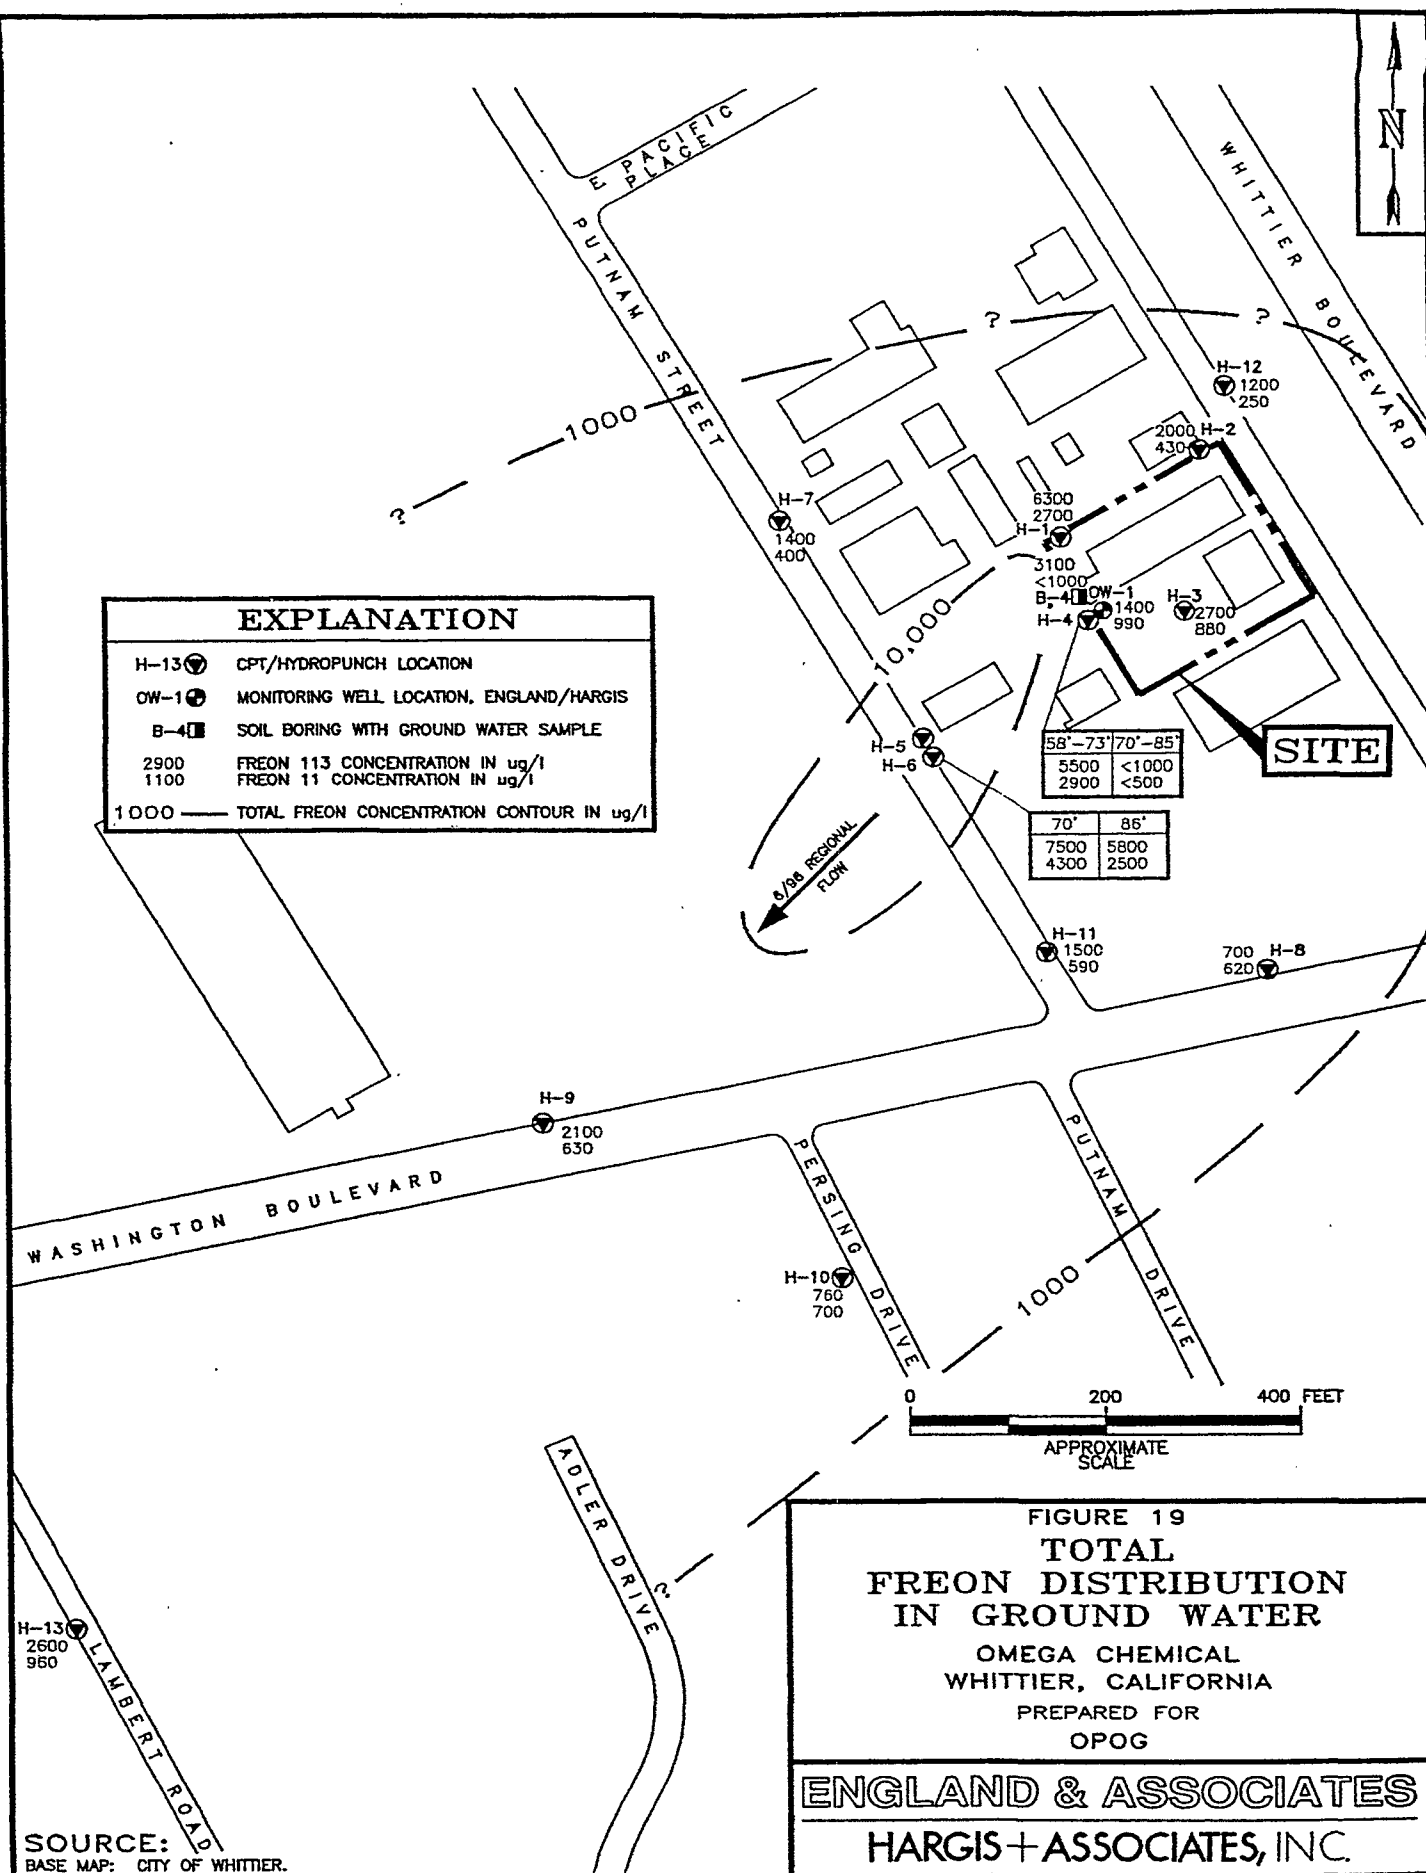 N
E PACIFIC
PLACE
PUTNAM STREET
WHITTIER BOULEVARD
?
?
H-12
1200
250
1000
2000 H-2
430
?
H-7
1400
400
6300
2700
H-1
3100
<1000
B-4
OW-1
1400
990
H-4
H-3
2700
880
10,000
EXPLANATION
H-13 CPT/HYDROPUNCH LOCATION
OW-1 MONITORING WELL LOCATION, ENGLAND/HARGIS
B-4 SOIL BORING WITH GROUND WATER SAMPLE
2900 FREON 113 CONCENTRATION IN ug/l
1100 FREON 11 CONCENTRATION IN ug/l
1000 TOTAL FREON CONCENTRATION CONTOUR IN ug/l
H-5
H-6
58'-73' 70'-85'
5500 <1000
2900 <500
SITE
70' 86'
7500 5800
4300 2500
6/96 REGIONAL
FLOW
H-11
1500
590
700 H-8
620
H-9
2100
630
WASHINGTON BOULEVARD
PERSING DRIVE
PUTNAM DRIVE
H-10
760
700
1000
0 200 400 FEET
APPROXIMATE
SCALE
ADLER DRIVE
?
H-13
2600
960
LAMBERT ROAD
FIGURE 19
TOTAL
FREON DISTRIBUTION
IN GROUND WATER
OMEGA CHEMICAL
WHITTIER, CALIFORNIA
PREPARED FOR
OPOG
ENGLAND & ASSOCIATES
HARGIS+ASSOCIATES, INC.
SOURCE:
BASE MAP: CITY OF WHITTIER.